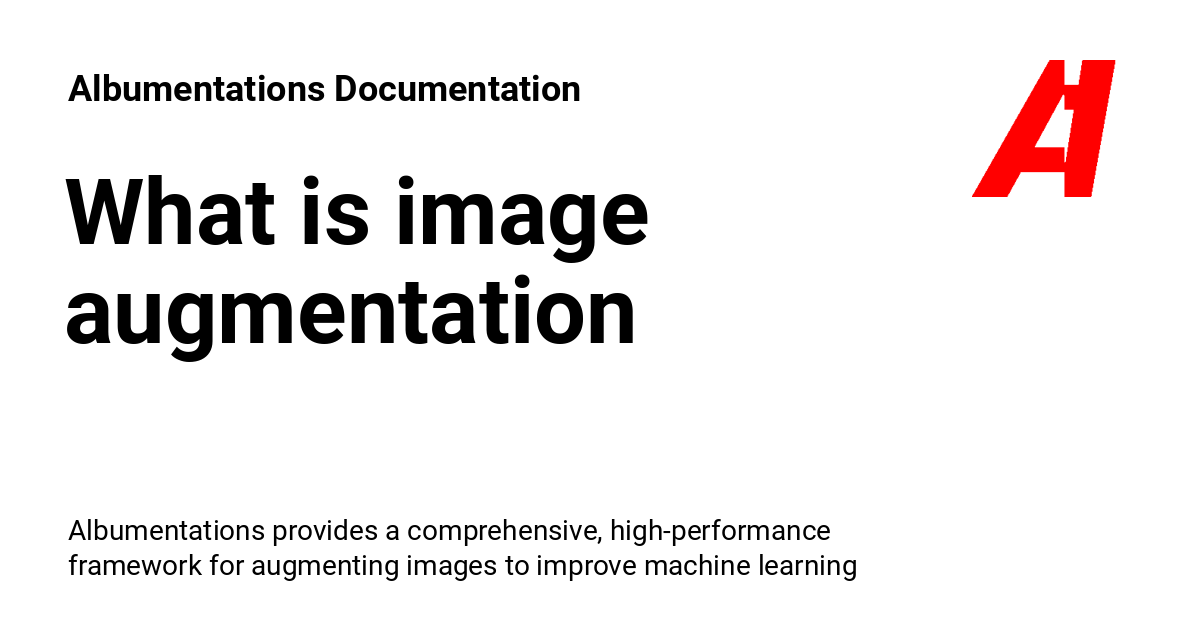 Albumentations Documentation
What is image
augmentation
Albumentations provides a comprehensive, high-performance
framework for augmenting images to improve machine learning